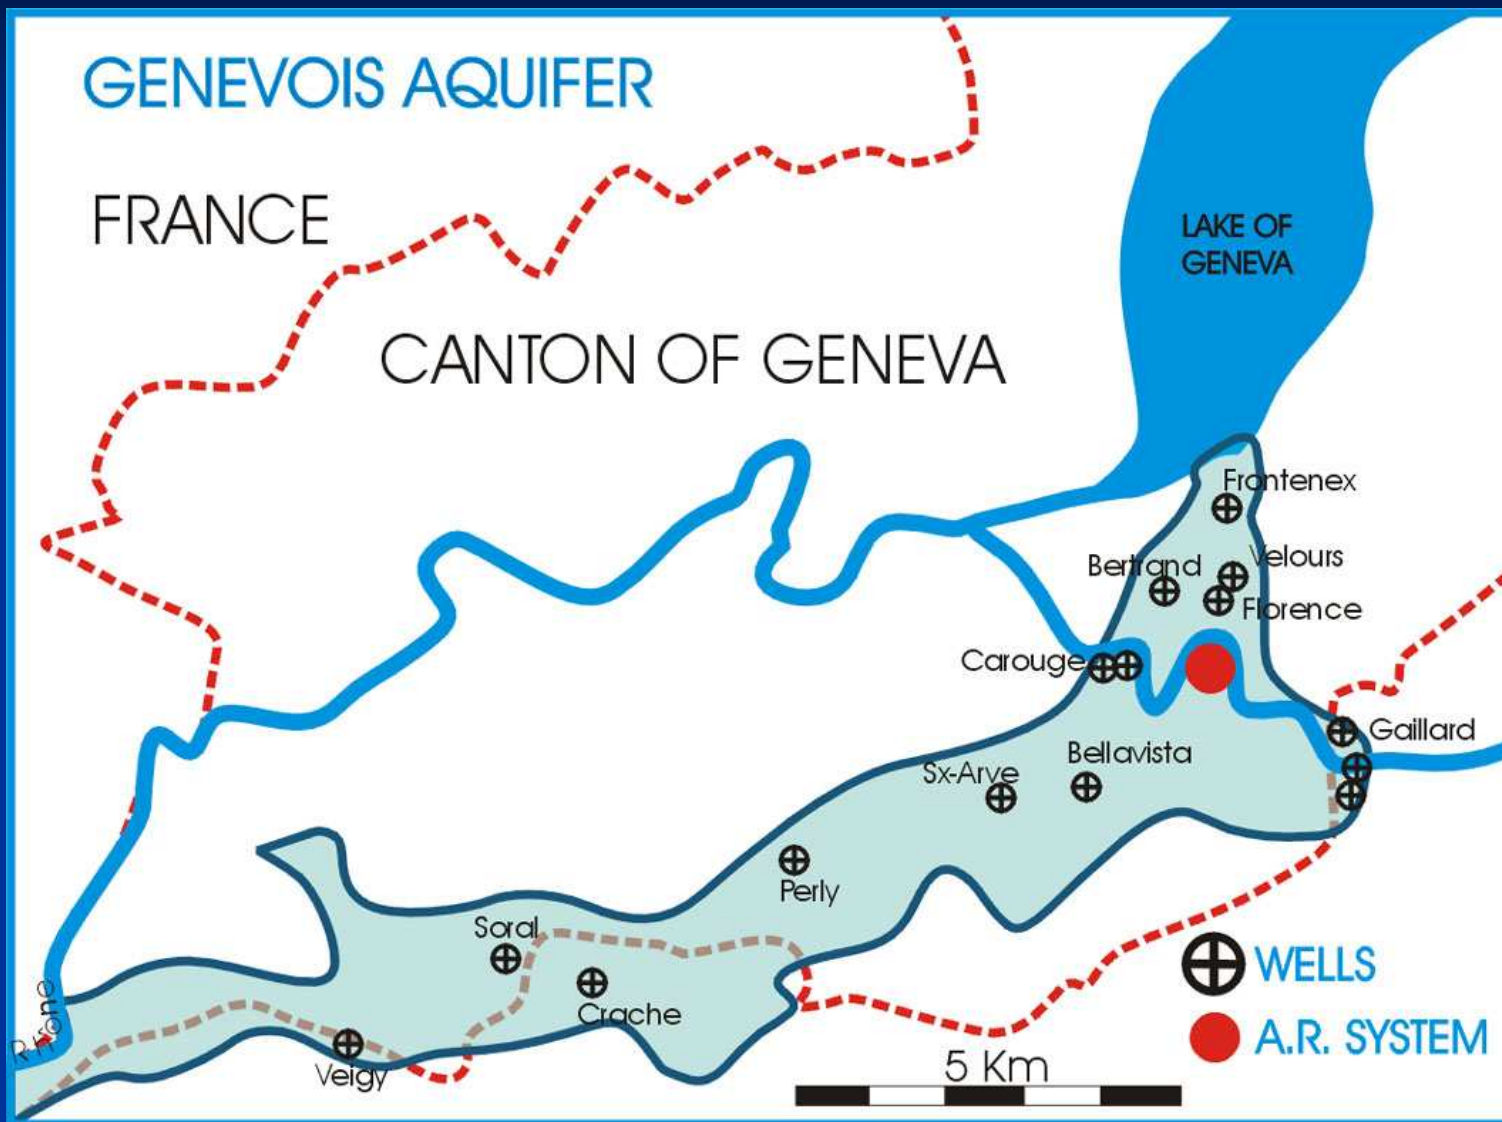 GENEVOIS AQUIFER
FRANCE
LAKE OF
GENEVA
CANTON OF GENEVA
Frontenex
Velours
Bertrand
Florence
Carouge
Gaillard
Bellavista
Sx-Arve
Perly
Soral
Crache
Veigy
Rhone
WELLS
A.R. SYSTEM
5 Km